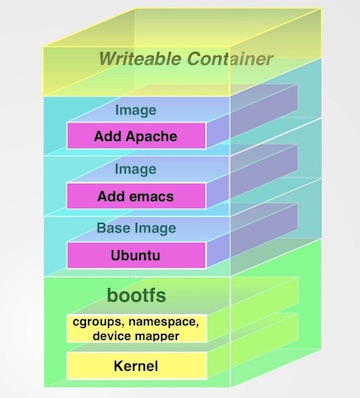 Writeable Container
Image
Add Apache
Image
Add emacs
Base Image
Ubuntu
bootfs
cgroups, namespace,
device mapper
Kernel